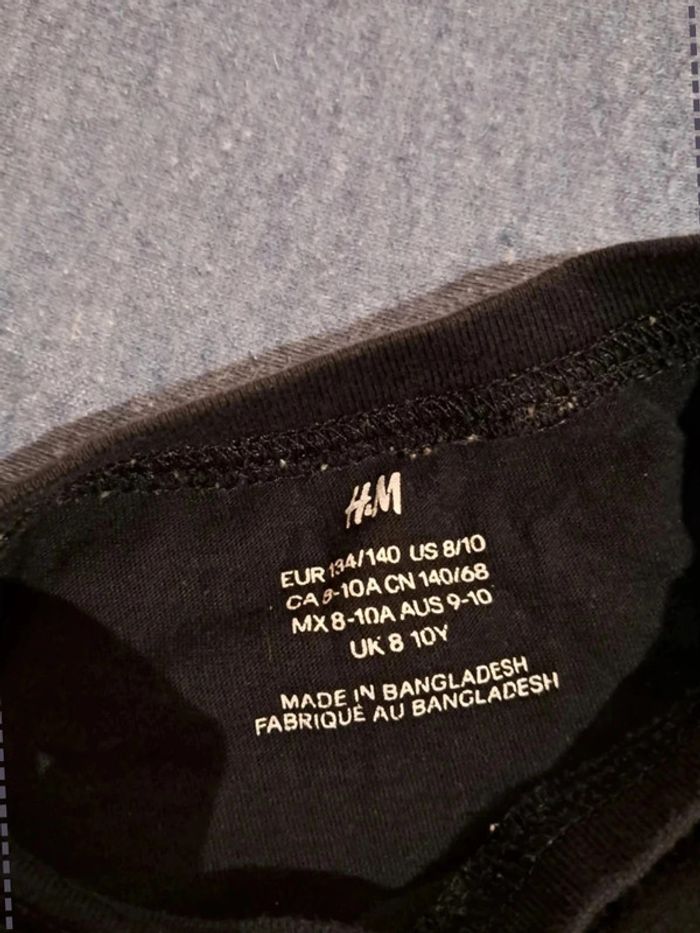 H&M
EUR 134/140 US 8/10
CA 8-10A CN 140/68
MX 8-10A AUS 9-10
UK 8 10Y
MADE IN BANGLADESH
FABRIQUÉ AU BANGLADESH